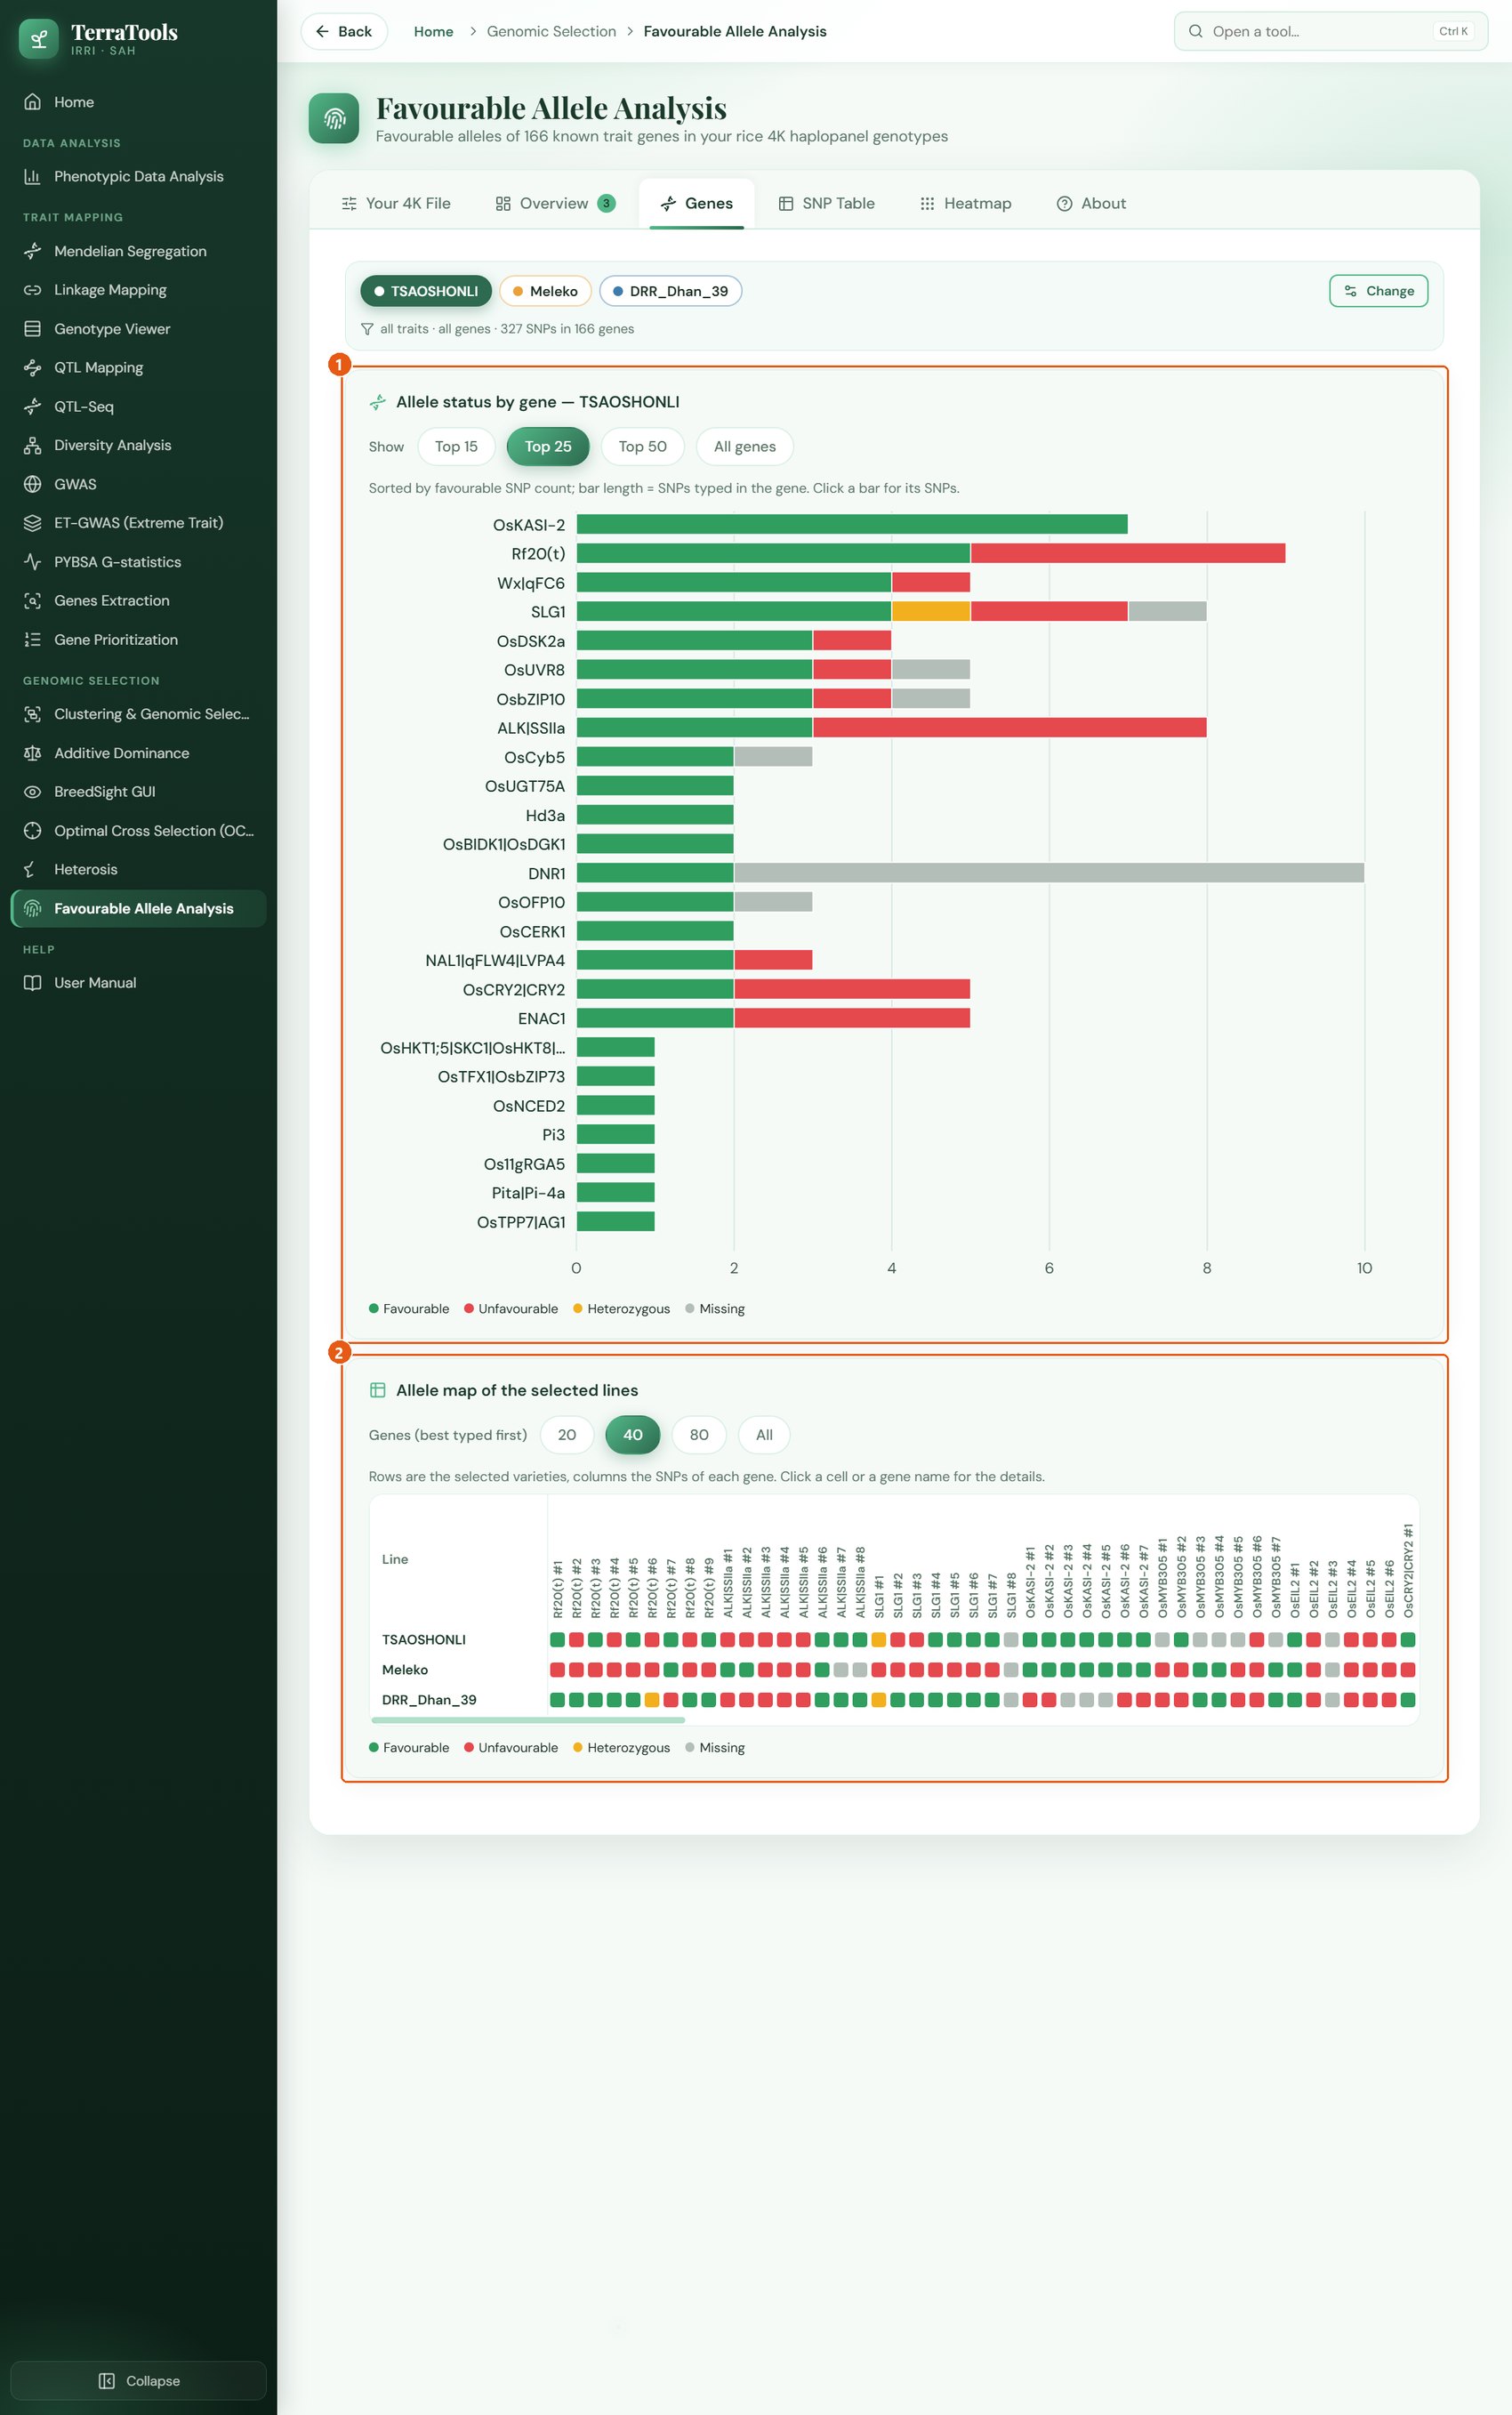 TerraTools
IRRI · SAH
Home
DATA ANALYSIS
Phenotypic Data Analysis
TRAIT MAPPING
Mendelian Segregation
Linkage Mapping
Genotype Viewer
QTL Mapping
QTL-Seq
Diversity Analysis
GWAS
ET-GWAS (Extreme Trait)
PYBSA G-statistics
Genes Extraction
Gene Prioritization
GENOMIC SELECTION
Clustering & Genomic Selec...
Additive Dominance
BreedSight GUI
Optimal Cross Selection (OC...
Heterosis
Favourable Allele Analysis
HELP
User Manual
Collapse
Back Home > Genomic Selection > Favourable Allele Analysis
Open a tool... Ctrl K
Favourable Allele Analysis
Favourable alleles of 166 known trait genes in your rice 4K haplopanel genotypes
Your 4K File Overview 3 Genes SNP Table Heatmap About
TSAOSHONLI Meleko DRR_Dhan_39 Change
all traits · all genes · 327 SNPs in 166 genes
1
Allele status by gene — TSAOSHONLI
Show Top 15 Top 25 Top 50 All genes
Sorted by favourable SNP count; bar length = SNPs typed in the gene. Click a bar for its SNPs.
OsKASI-2
Rf20(t)
Wx|qFC6
SLG1
OsDSK2a
OsUVR8
OsbZIP10
ALK|SSIIa
OsCyb5
OsUGT75A
Hd3a
OsBIDK1|OsDGK1
DNR1
OsOFP10
OsCERK1
NAL1|qFLW4|LVPA4
OsCRY2|CRY2
ENAC1
OsHKT1;5|SKC1|OsHKT8|...
OsTFX1|OsbZIP73
OsNCED2
Pi3
Os11gRGA5
Pita|Pi-4a
OsTPP7|AG1
0 2 4 6 8 10
Favourable Unfavourable Heterozygous Missing
2
Allele map of the selected lines
Genes (best typed first) 20 40 80 All
Rows are the selected varieties, columns the SNPs of each gene. Click a cell or a gene name for the details.
Line
Rf20(t) #1
Rf20(t) #2
Rf20(t) #3
Rf20(t) #4
Rf20(t) #5
Rf20(t) #6
Rf20(t) #7
Rf20(t) #8
Rf20(t) #9
ALK|SSIIa #1
ALK|SSIIa #2
ALK|SSIIa #3
ALK|SSIIa #4
ALK|SSIIa #5
ALK|SSIIa #6
ALK|SSIIa #7
ALK|SSIIa #8
SLG1 #1
SLG1 #2
SLG1 #3
SLG1 #4
SLG1 #5
SLG1 #6
SLG1 #7
SLG1 #8
OsKASI-2 #1
OsKASI-2 #2
OsKASI-2 #3
OsKASI-2 #4
OsKASI-2 #5
OsKASI-2 #6
OsKASI-2 #7
OsMYB305 #1
OsMYB305 #2
OsMYB305 #3
OsMYB305 #4
OsMYB305 #5
OsMYB305 #6
OsMYB305 #7
OsEIL2 #1
OsEIL2 #2
OsEIL2 #3
OsEIL2 #4
OsEIL2 #5
OsEIL2 #6
OsCRY2|CRY2 #1
TSAOSHONLI
Meleko
DRR_Dhan_39
Favourable Unfavourable Heterozygous Missing